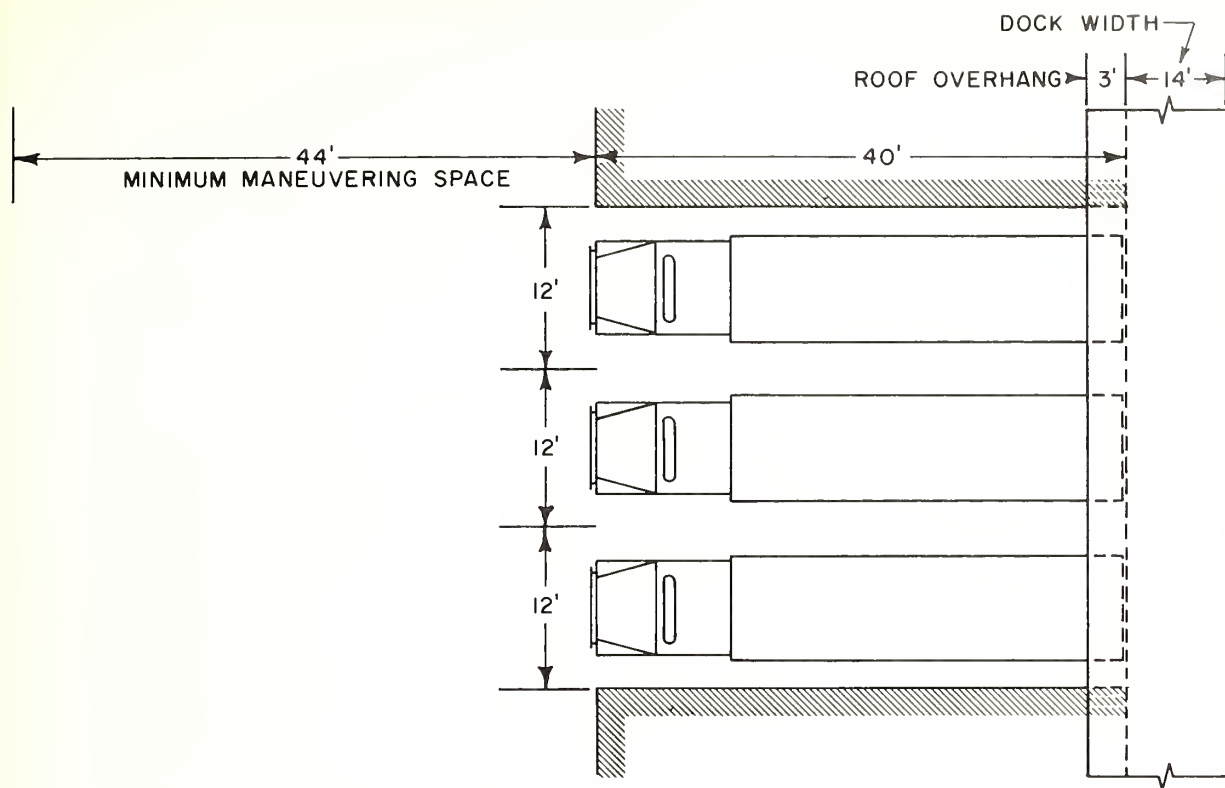 DOCK WIDTH
ROOF OVERHANG 3' 14'
44' 40'
MINIMUM MANEUVERING SPACE
12'
12'
12'